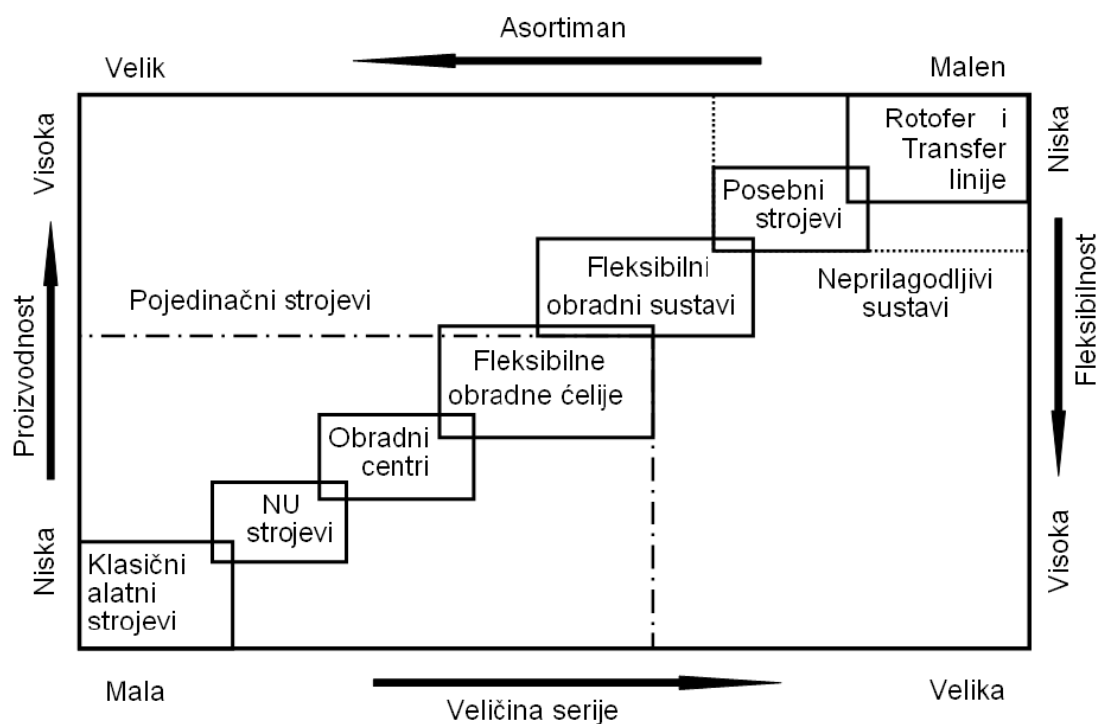 Asortiman
Velik
Malen
Visoka
Proizvodnost
Niska
Niska
Fleksibilnost
Visoka
Rotofer i
Transfer
linije
Posebni
strojevi
Fleksibilni
obradni sustavi
Neprilagodljivi
sustavi
Pojedinačni strojevi
Fleksibilne
obradne ćelije
Obradni
centri
NU
strojevi
Klasični
alatni
strojevi
Mala
Veličina serije
Velika